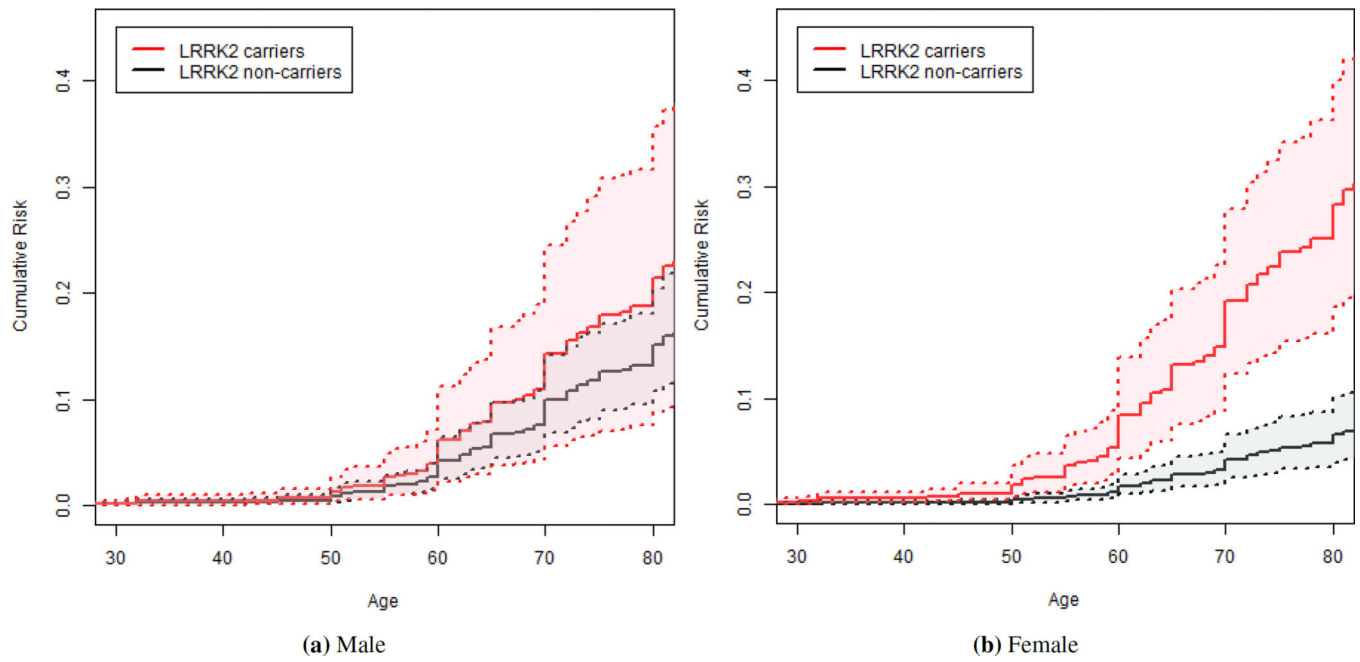 LRRK2 carriers
LRRK2 non-carriers
Cumulative Risk
0.4
0.3
0.2
0.1
0.0
30 40 50 60 70 80
Age
(a) Male
LRRK2 carriers
LRRK2 non-carriers
Cumulative Risk
0.4
0.3
0.2
0.1
0.0
30 40 50 60 70 80
Age
(b) Female